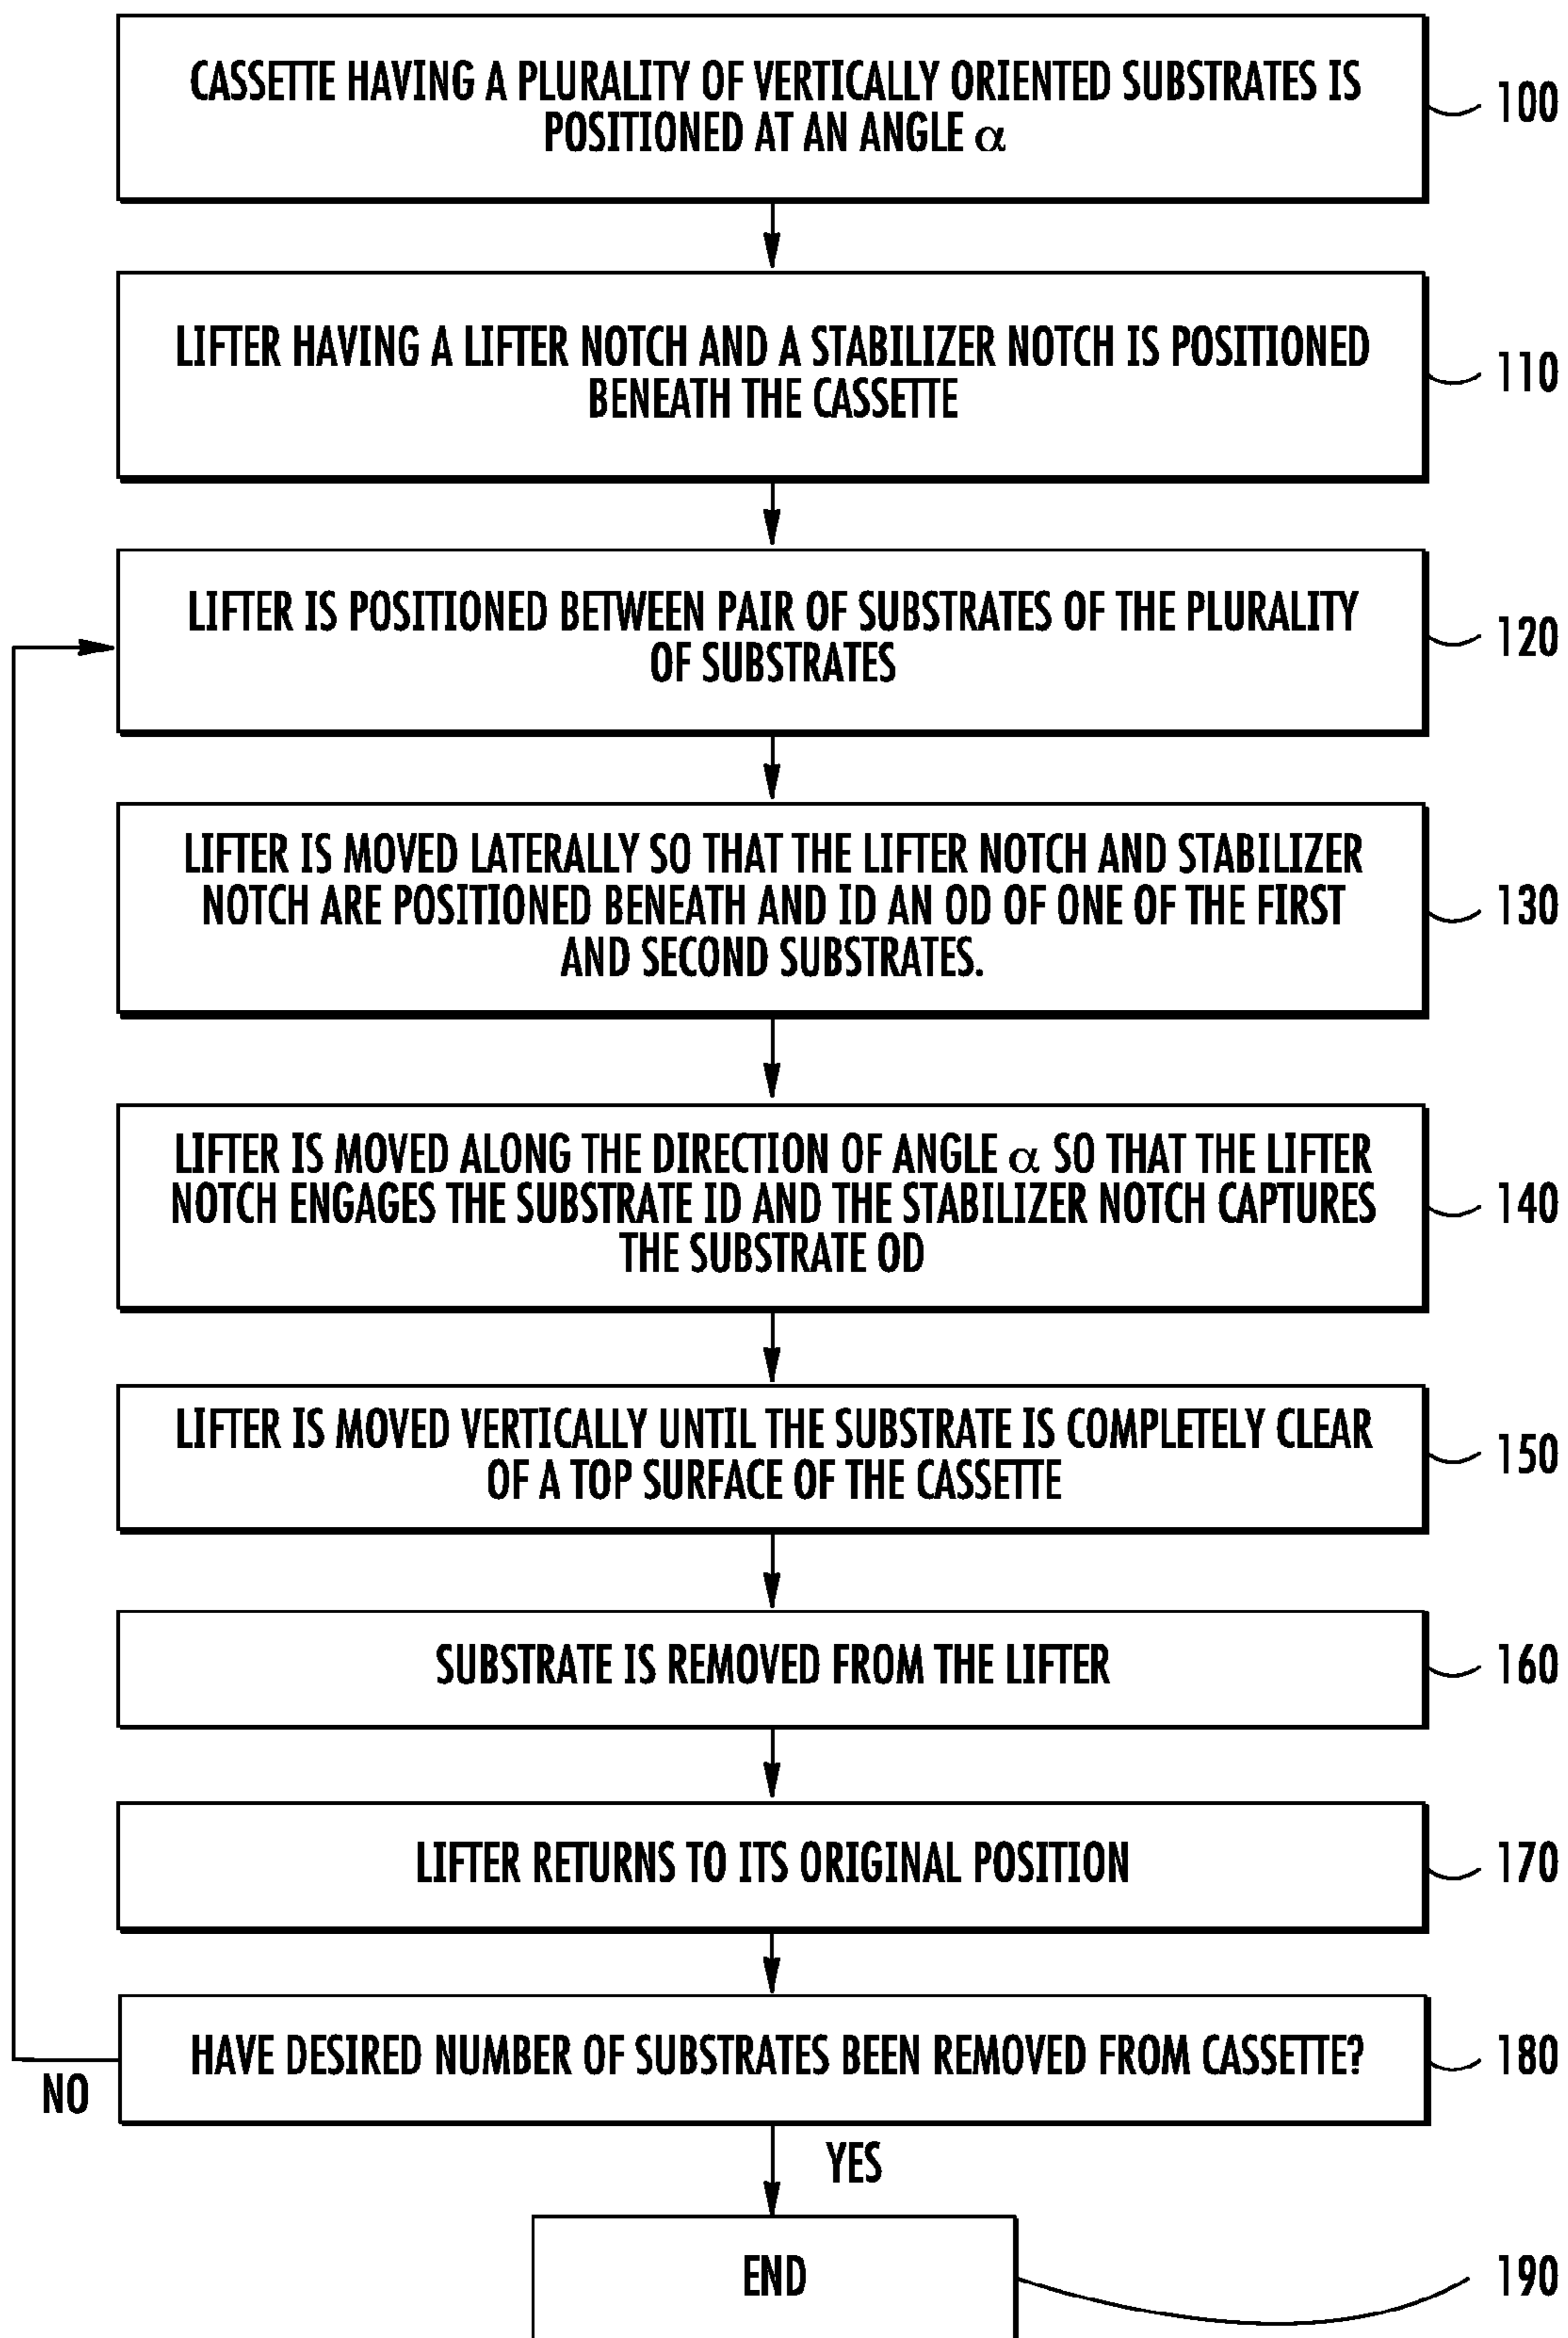 CASSETTE HAVING A PLURALITY OF VERTICALLY ORIENTED SUBSTRATES IS
POSITIONED AT AN ANGLE α
100
LIFTER HAVING A LIFTER NOTCH AND A STABILIZER NOTCH IS POSITIONED
BENEATH THE CASSETTE
110
LIFTER IS POSITIONED BETWEEN PAIR OF SUBSTRATES OF THE PLURALITY
OF SUBSTRATES
120
LIFTER IS MOVED LATERALLY SO THAT THE LIFTER NOTCH AND STABILIZER
NOTCH ARE POSITIONED BENEATH AND ID AN OD OF ONE OF THE FIRST
AND SECOND SUBSTRATES.
130
LIFTER IS MOVED ALONG THE DIRECTION OF ANGLE α SO THAT THE LIFTER
NOTCH ENGAGES THE SUBSTRATE ID AND THE STABILIZER NOTCH CAPTURES
THE SUBSTRATE OD
140
LIFTER IS MOVED VERTICALLY UNTIL THE SUBSTRATE IS COMPLETELY CLEAR
OF A TOP SURFACE OF THE CASSETTE
150
SUBSTRATE IS REMOVED FROM THE LIFTER
160
LIFTER RETURNS TO ITS ORIGINAL POSITION
170
HAVE DESIRED NUMBER OF SUBSTRATES BEEN REMOVED FROM CASSETTE?
180
NO
YES
END
190